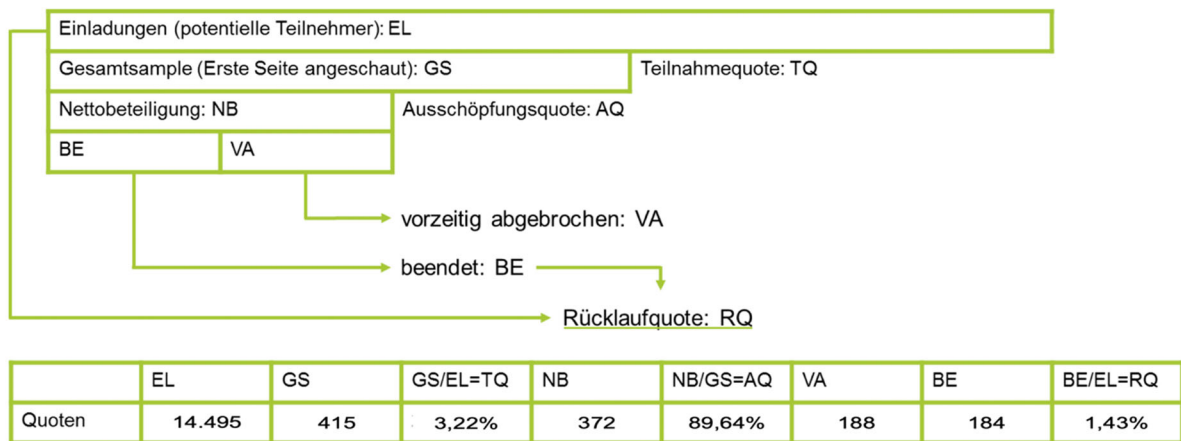 Einladungen (potentielle Teilnehmer): EL
Gesamtsample (Erste Seite angeschaut): GS
Teilnahmequote: TQ
Nettobeteiligung: NB
Ausschöpfungsquote: AQ
BE
VA
vorzeitig abgebrochen: VA
beendet: BE
Rücklaufquote: RQ
EL GS GS/EL=TQ NB NB/GS=AQ VA BE BE/EL=RQ
Quoten 14.495 415 3,22% 372 89,64% 188 184 1,43%